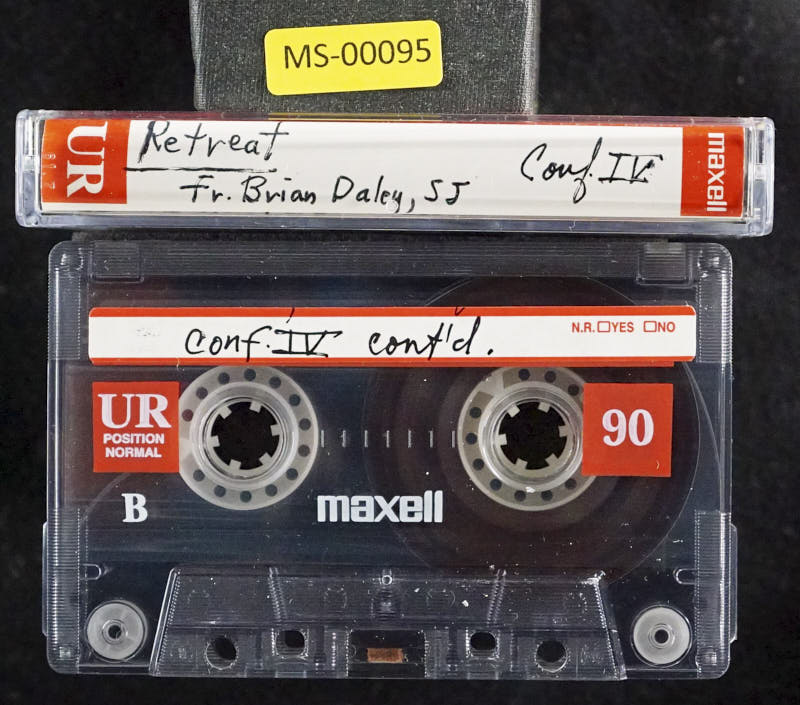 MS-00095
UR
Retreat
Fr. Brian Daley, SJ
Conf. IV
maxell
Conf. IV cont'd.
N.R. YES NO
UR
POSITION
NORMAL
90
B
maxell